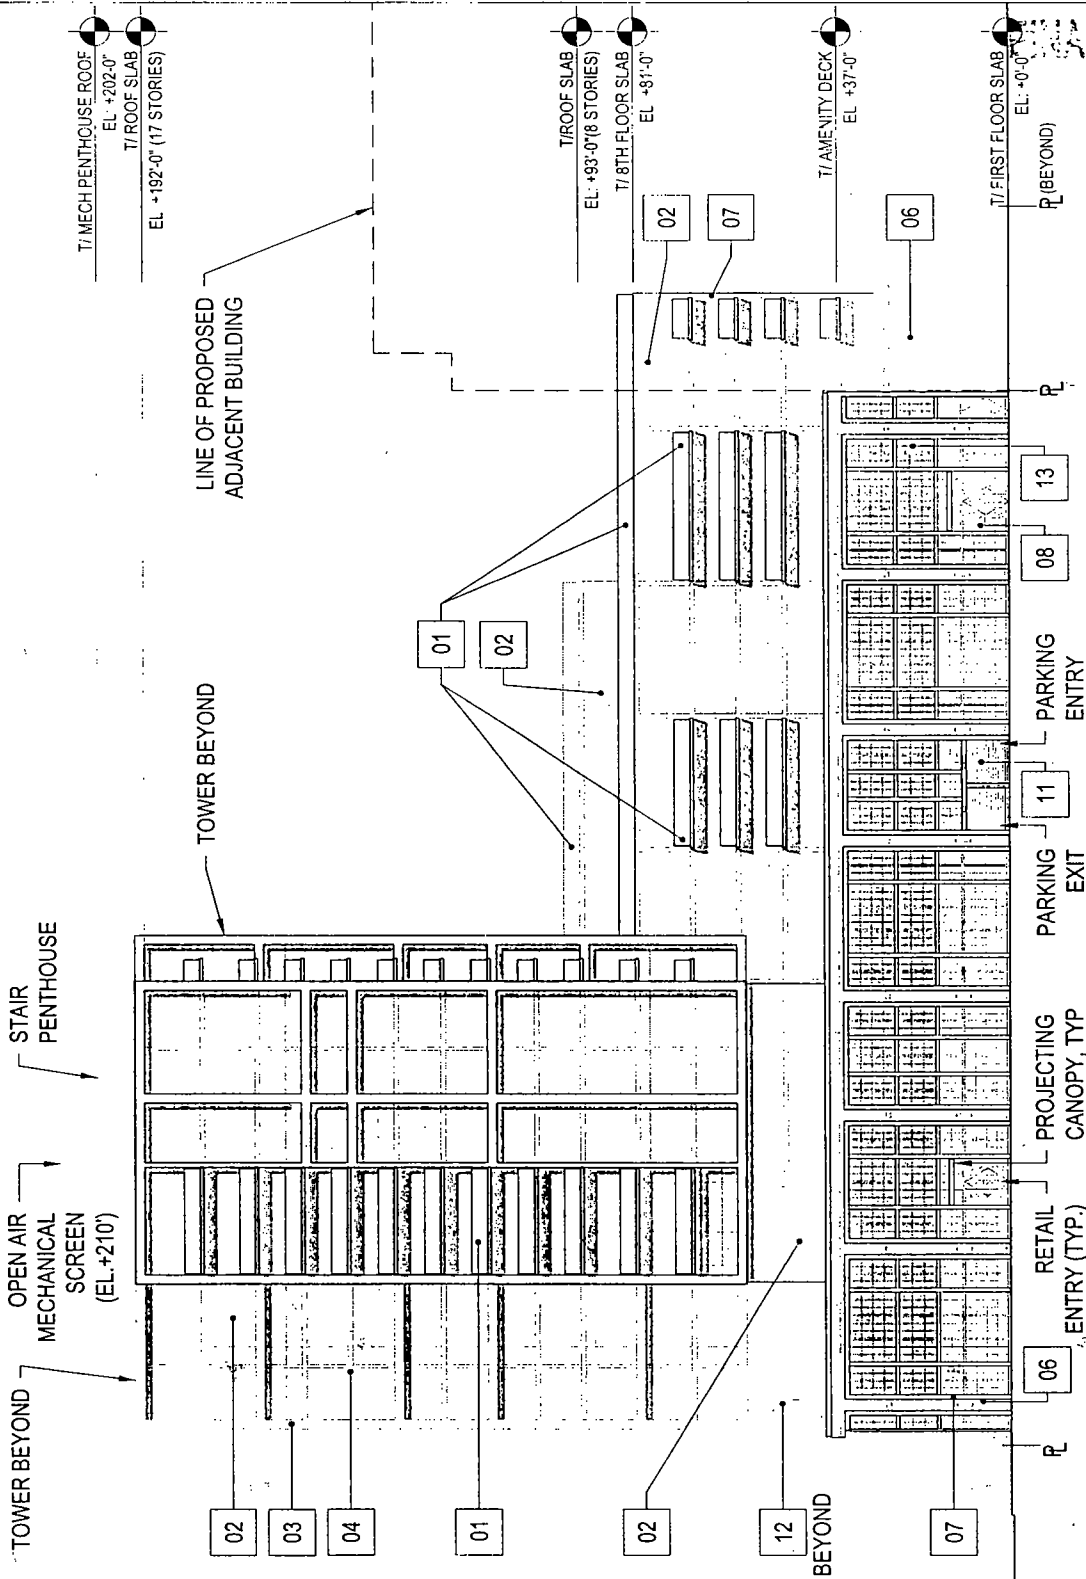 TOWER BEYOND
OPEN AIR
MECHANICAL
SCREEN
(EL.+210')
STAIR
PENTHOUSE
TOWER BEYOND
LINE OF PROPOSED
ADJACENT BUILDING
T/ MECH PENTHOUSE ROOF
EL: +202-0"
T/ ROOF SLAB
EL +192'-0" (17 STORIES)
T/ROOF SLAB
EL: +93'-0"(8 STORIES)
T/ 8TH FLOOR SLAB
EL +81'-0"
T/ AMENITY DECK
EL +37'-0"
T/ FIRST FLOOR SLAB
EL: +0'-0"
PL (BEYOND)
02
03
04
01
02
12
BEYOND
07
01
02
02
07
06
PL
06
RETAIL
ENTRY (TYP.)
PROJECTING
CANOPY, TYP
PARKING
EXIT
11
PARKING
ENTRY
08
13
PL